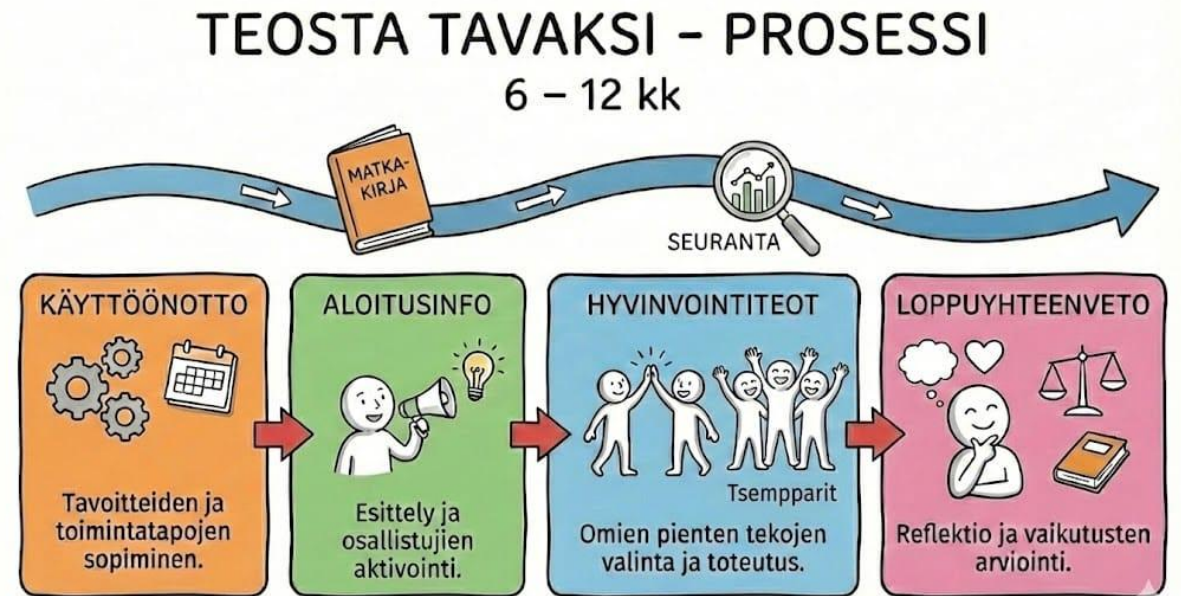 TEOSTA TAVAKSI – PROSESSI
6 – 12 kk
MATKA-
KIRJA
SEURANTA
KÄYTTÖÖNOTTO
Tavoitteiden ja
toimintatapojen
sopiminen.
ALOITUSINFO
Esittely ja
osallistujien
aktivointi.
HYVINVOINTITEOT
Tsempparit
Omien pienten tekojen
valinta ja toteutus.
LOPPUYHTEENVETO
Reflektio ja vaikutusten
arviointi.